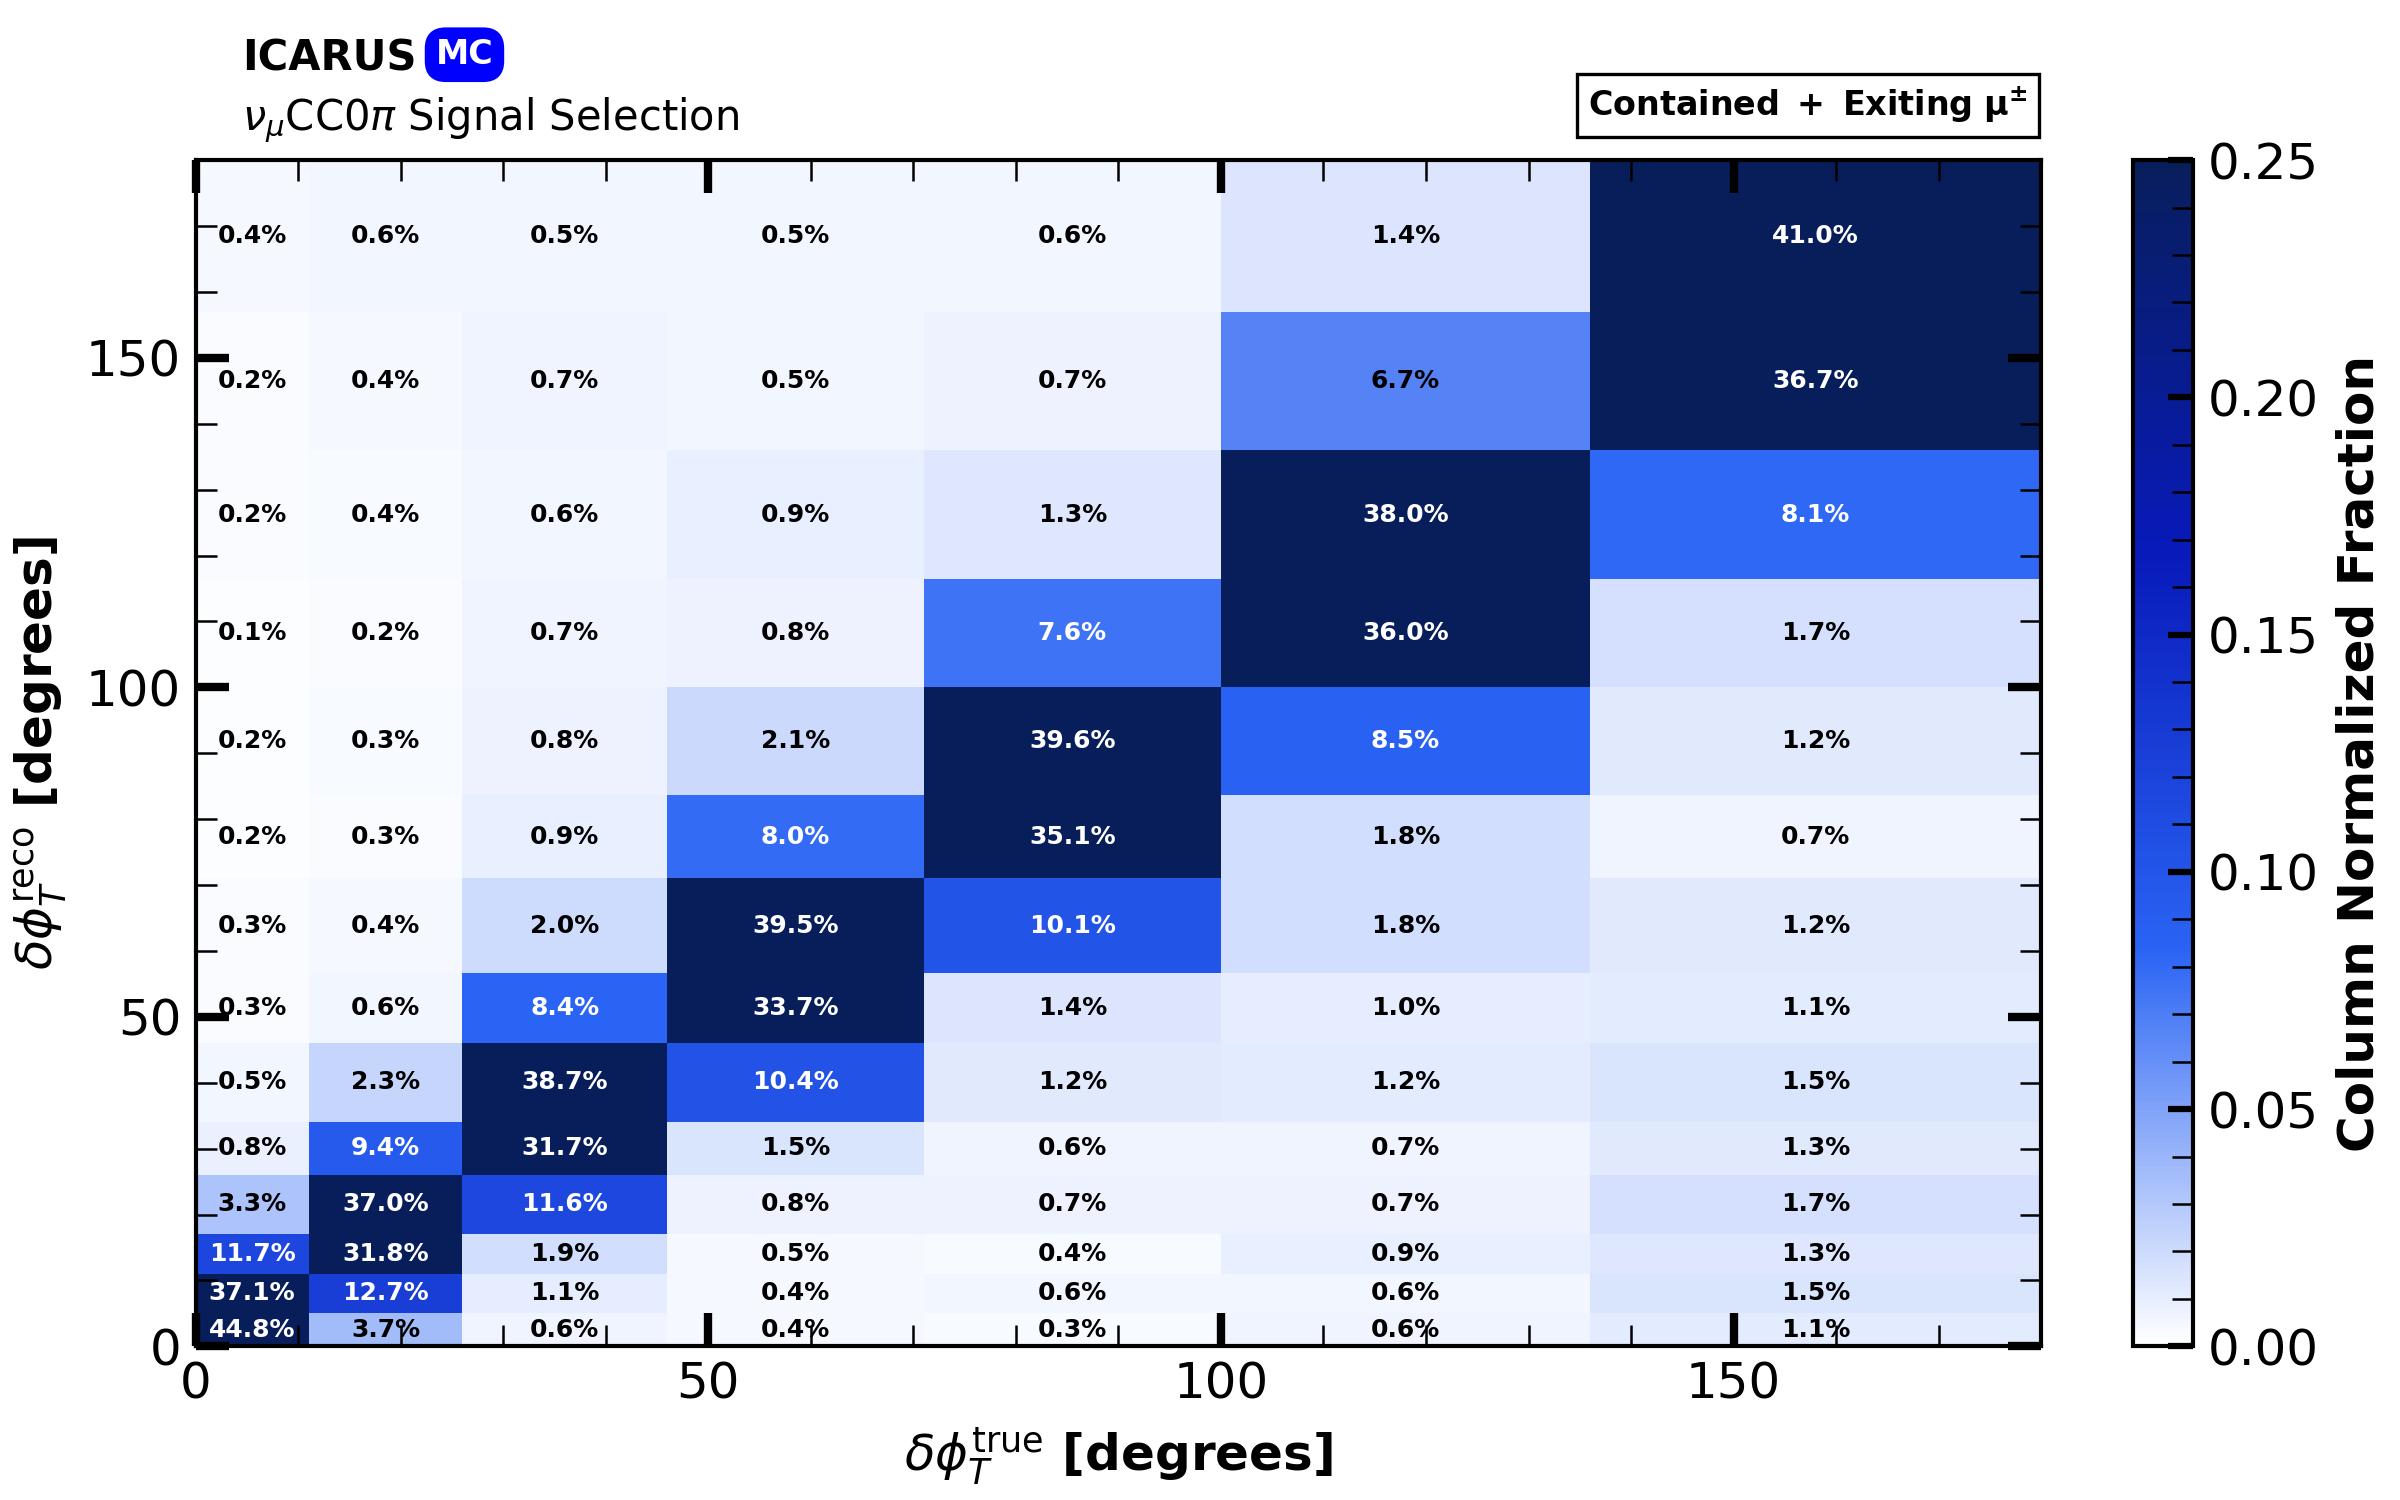 ICARUS MC
νμCC0π Signal Selection
Contained + Exiting μ±
0.4% 0.6% 0.5% 0.5% 0.6% 1.4% 41.0%
0.2% 0.4% 0.7% 0.5% 0.7% 6.7% 36.7%
0.2% 0.4% 0.6% 0.9% 1.3% 38.0% 8.1%
0.1% 0.2% 0.7% 0.8% 7.6% 36.0% 1.7%
0.2% 0.3% 0.8% 2.1% 39.6% 8.5% 1.2%
0.2% 0.3% 0.9% 8.0% 35.1% 1.8% 0.7%
0.3% 0.4% 2.0% 39.5% 10.1% 1.8% 1.2%
0.3% 0.6% 8.4% 33.7% 1.4% 1.0% 1.1%
0.5% 2.3% 38.7% 10.4% 1.2% 1.2% 1.5%
0.8% 9.4% 31.7% 1.5% 0.6% 0.7% 1.3%
3.3% 37.0% 11.6% 0.8% 0.7% 0.7% 1.7%
11.7% 31.8% 1.9% 0.5% 0.4% 0.9% 1.3%
37.1% 12.7% 1.1% 0.4% 0.6% 0.6% 1.5%
44.8% 3.7% 0.6% 0.4% 0.3% 0.6% 1.1%
150
100
50
0
0 50 100 150
δϕT^reco [degrees]
δϕT^true [degrees]
0.25
0.20
0.15
0.10
0.05
0.00
Column Normalized Fraction